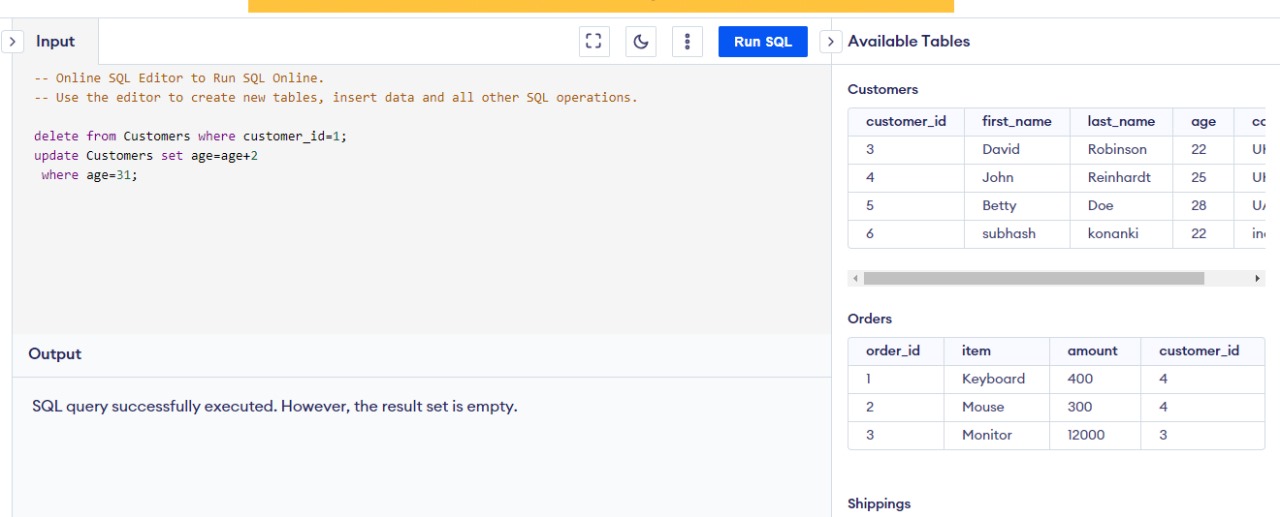 Input
Run SQL
-- Online SQL Editor to Run SQL Online.
-- Use the editor to create new tables, insert data and all other SQL operations.
delete from Customers where customer_id=1;
update Customers set age=age+2
where age=31;
Output
SQL query successfully executed. However, the result set is empty.
Available Tables
Customers
customer_id first_name last_name age
3 David Robinson 22
4 John Reinhardt 25
5 Betty Doe 28
6 subhash konanki 22
Orders
order_id item amount customer_id
1 Keyboard 400 4
2 Mouse 300 4
3 Monitor 12000 3
Shippings